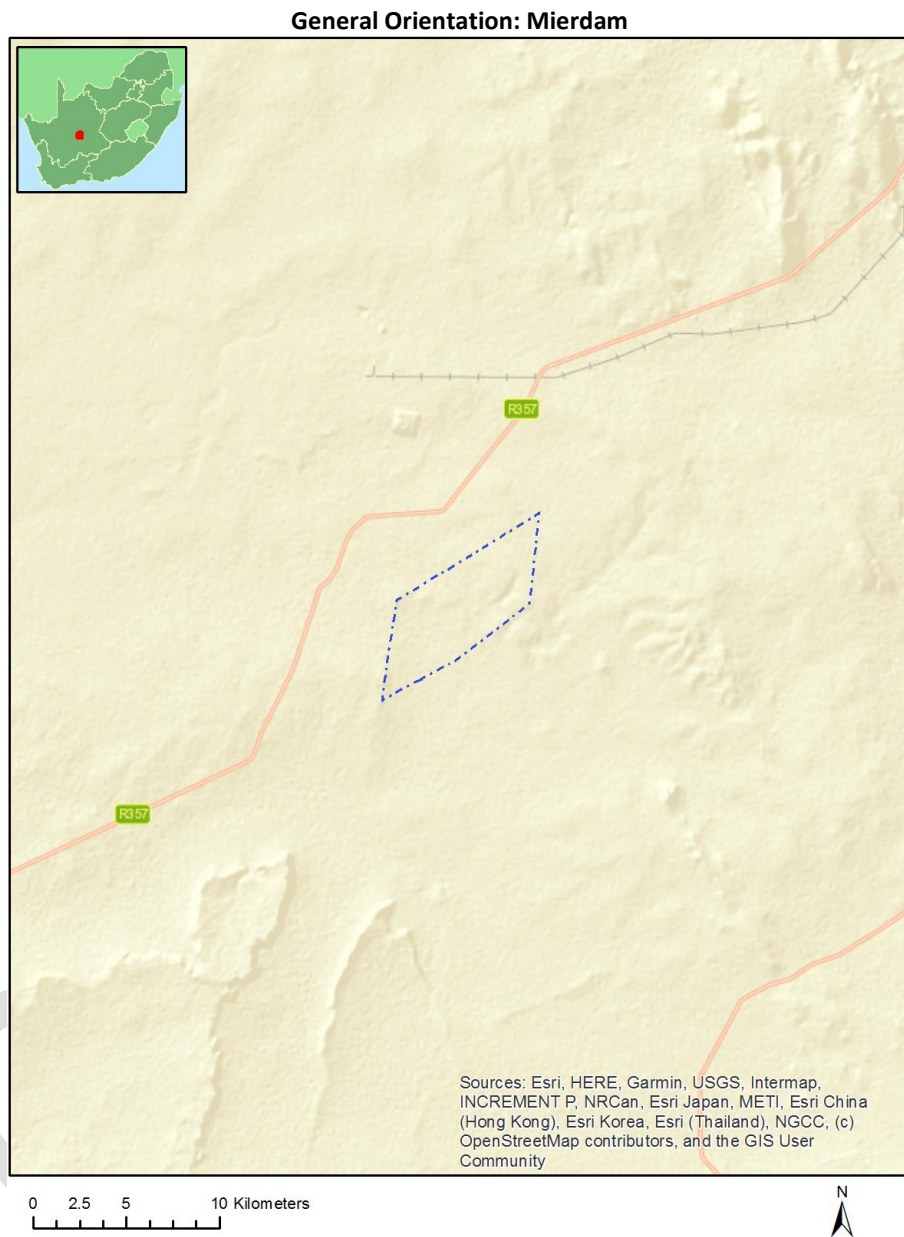 General Orientation: Mierdam
R357
R357
Sources: Esri, HERE, Garmin, USGS, Intermap,
INCREMENT P, NRCan, Esri Japan, METI, Esri China
(Hong Kong), Esri Korea, Esri (Thailand), NGCC, (c)
OpenStreetMap contributors, and the GIS User
Community
0 2.5 5 10 Kilometers
N